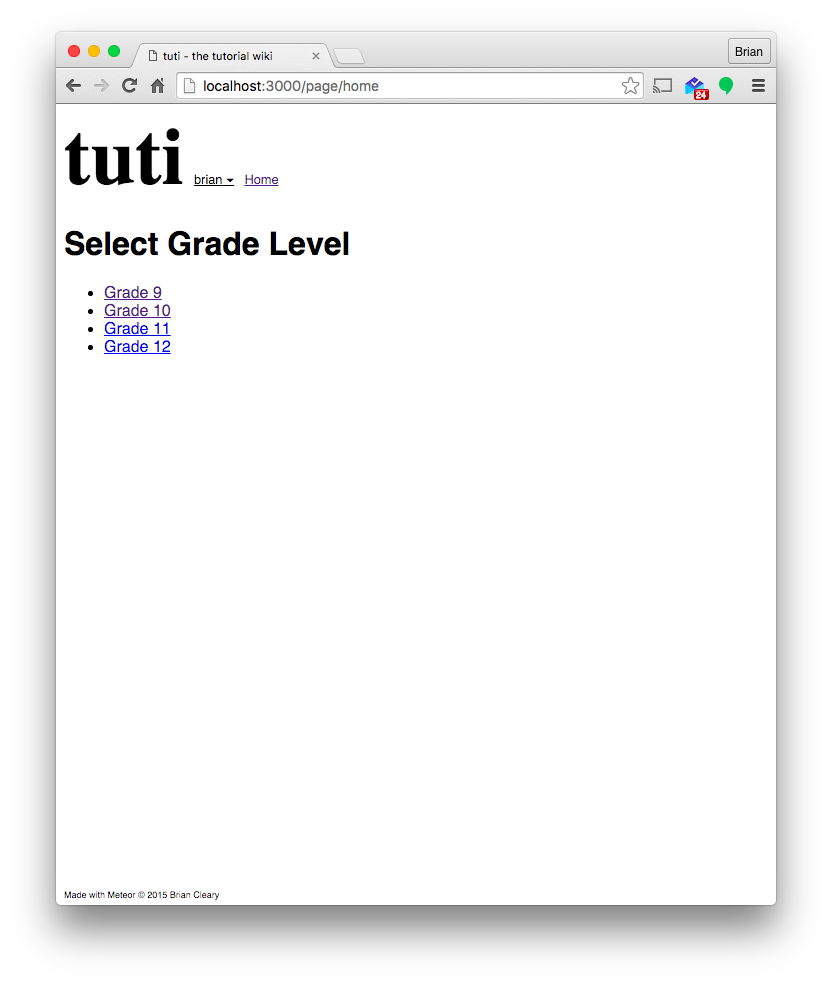 tuti - the tutorial wiki
Brian
localhost:3000/page/home
24
tuti brian Home
Select Grade Level
Grade 9
Grade 10
Grade 11
Grade 12
Made with Meteor © 2015 Brian Cleary